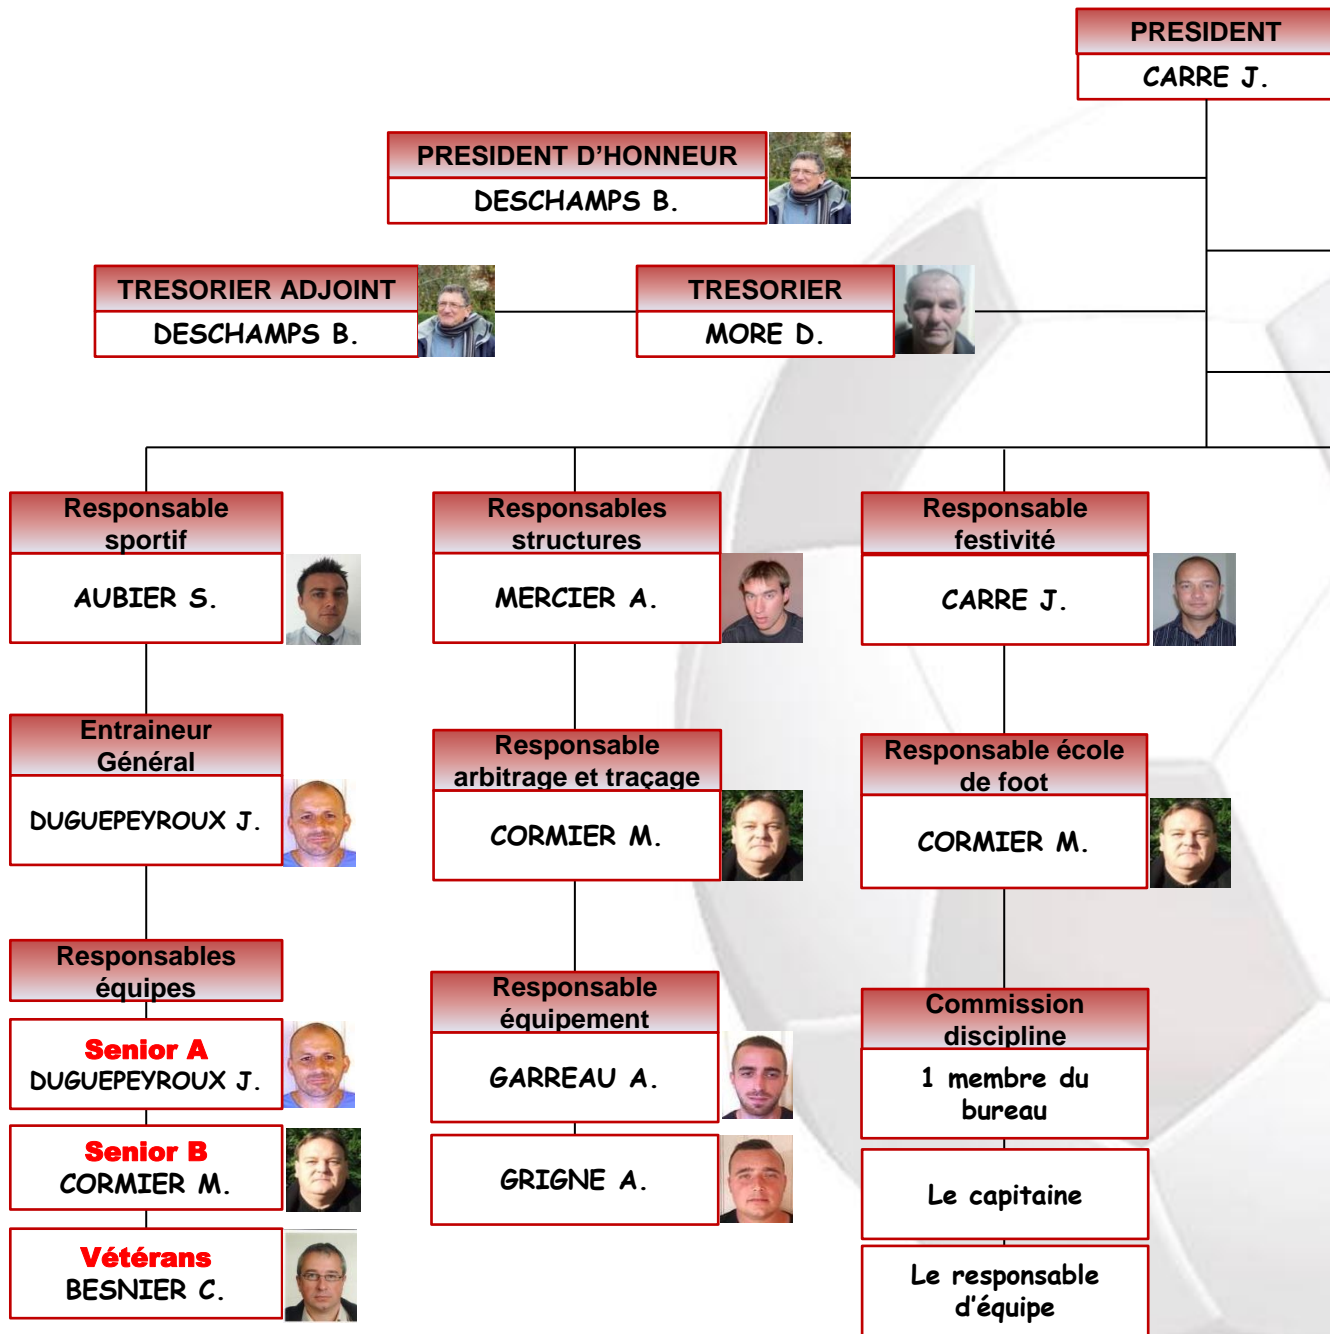 PRESIDENT
CARRE J.
PRESIDENT D’HONNEUR
DESCHAMPS B.
TRESORIER ADJOINT
DESCHAMPS B.
TRESORIER
MORE D.
Responsable
sportif
AUBIER S.
Entraineur
Général
DUGUEPEYROUX J.
Responsables
équipes
Senior A
DUGUEPEYROUX J.
Senior B
CORMIER M.
Vétérans
BESNIER C.
Responsables
structures
MERCIER A.
Responsable
arbitrage et traçage
CORMIER M.
Responsable
équipement
GARREAU A.
GRIGNE A.
Responsable
festivité
CARRE J.
Responsable école
de foot
CORMIER M.
Commission
discipline
1 membre du
bureau
Le capitaine
Le responsable
d’équipe